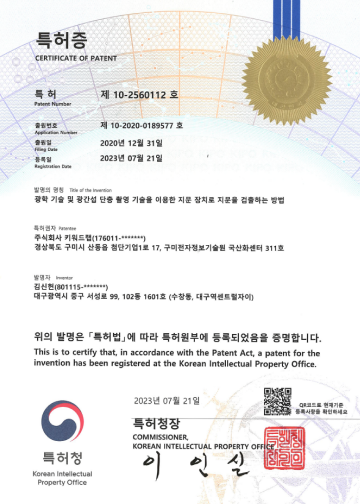 특허증
CERTIFICATE OF PATENT
특 허 제 10-2560112 호
Patent Number
출원번호 제 10-2020-0189577 호
Application Number
출원일 2020년 12월 31일
Filing Date
등록일 2023년 07월 21일
Registration Date
발명의 명칭 Title of the Invention
광학 기술 및 광간섭 단층 촬영 기술을 이용한 지문 장치로 지문을 검출하는 방법
특허권자 Patentee
주식회사 키워드랩(176011-*******)
경상북도 구미시 산동읍 첨단기업1로 17, 구미전자정보기술원 국산화센터 311호
발명자 Inventor
김신현(801115-*******)
대구광역시 중구 서성로 99, 102동 1601호 (수창동, 대구역센트럴자이)
위의 발명은 「특허법」에 따라 특허원부에 등록되었음을 증명합니다.
This is to certify that, in accordance with the Patent Act, a patent for the
invention has been registered at the Korean Intellectual Property Office.
2023년 07월 21일
QR코드로 현재기준
등록사항을 확인하세요
특허청
Korean Intellectual
Property Office
특허청장
COMMISSIONER,
KOREAN INTELLECTUAL PROPERTY OFFICE
이 인 실